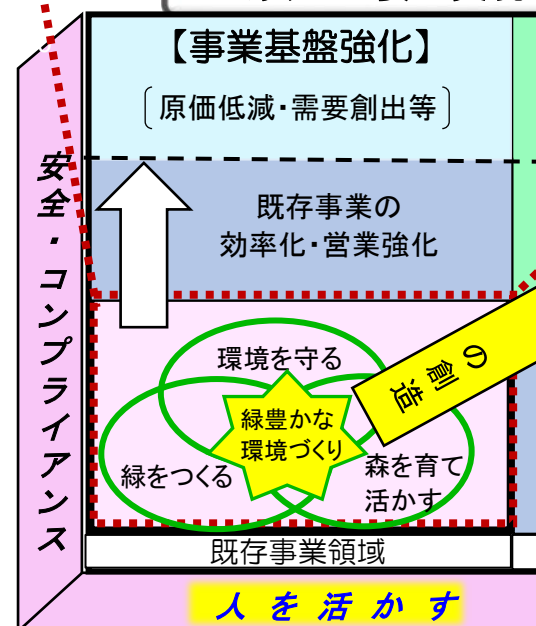 【事業基盤強化】
原価低減・需要創出等
既存事業の
効率化・営業強化
安全・コンプライアンス
環境を守る
緑豊かな
環境づくり
緑をつくる
森を育て
活かす
の創造
既存事業領域
人を活かす